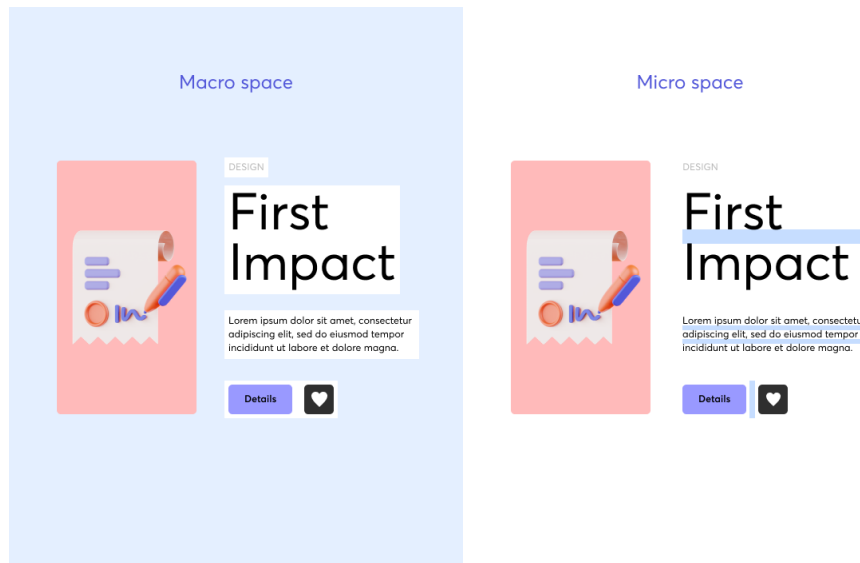 Macro space
DESIGN
First
Impact
Lorem ipsum dolor sit amet, consectetur
adipiscing elit, sed do eiusmod tempor
incididunt ut labore et dolore magna.
Details
Micro space
DESIGN
First
Impact
Lorem ipsum dolor sit amet, consectetu
adipiscing elit, sed do eiusmod tempor
incididunt ut labore et dolore magna.
Details